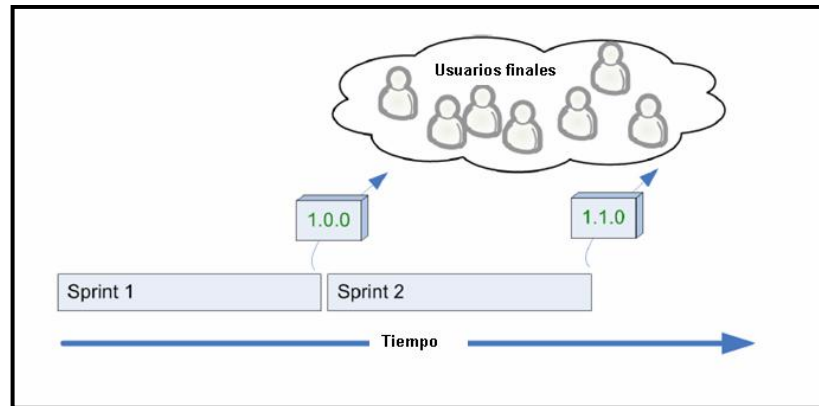 Usuarios finales
1.0.0
1.1.0
Sprint 1
Sprint 2
Tiempo